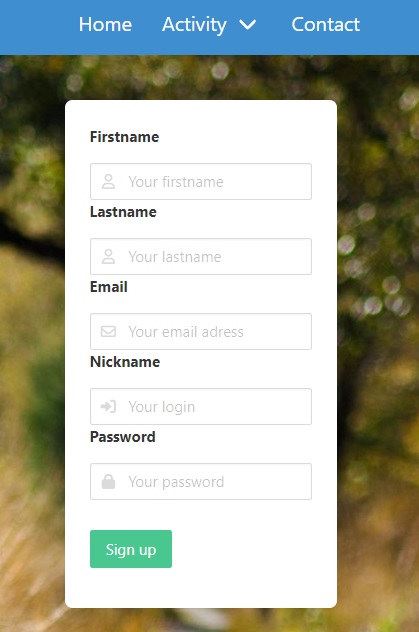 Home Activity Contact
Firstname
Your firstname
Lastname
Your lastname
Email
Your email adress
Nickname
Your login
Password
Your password
Sign up